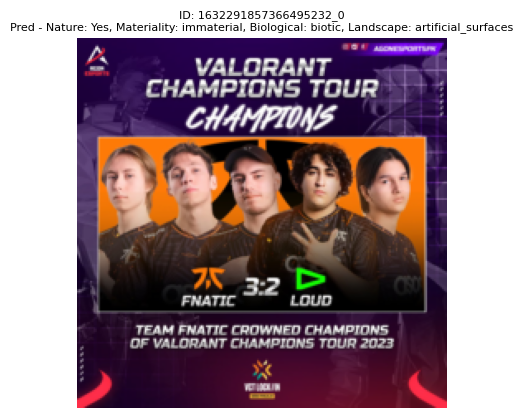 ID: 1632291857366495232_0
Pred - Nature: Yes, Materiality: immaterial, Biological: biotic, Landscape: artificial_surfaces
AGONESPORTSPK
VALORANT
CHAMPIONS TOUR
CHAMPIONS
3:2
FNATIC LOUD
TEAM FNATIC CROWNED CHAMPIONS
OF VALORANT CHAMPIONS TOUR 2023
VCT LOCK//IN